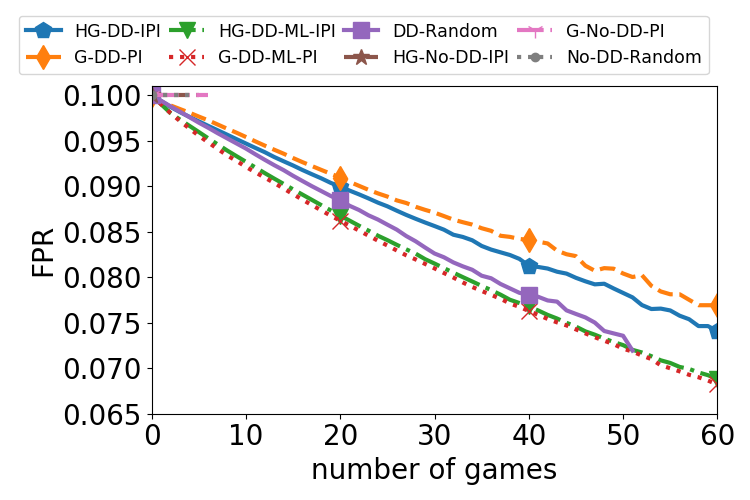 HG-DD-IPI HG-DD-ML-IPI DD-Random G-No-DD-PI
G-DD-PI G-DD-ML-PI HG-No-DD-IPI No-DD-Random
0.100
0.095
0.090
0.085
0.080
0.075
0.070
0.065
FPR
0 10 20 30 40 50 60
number of games